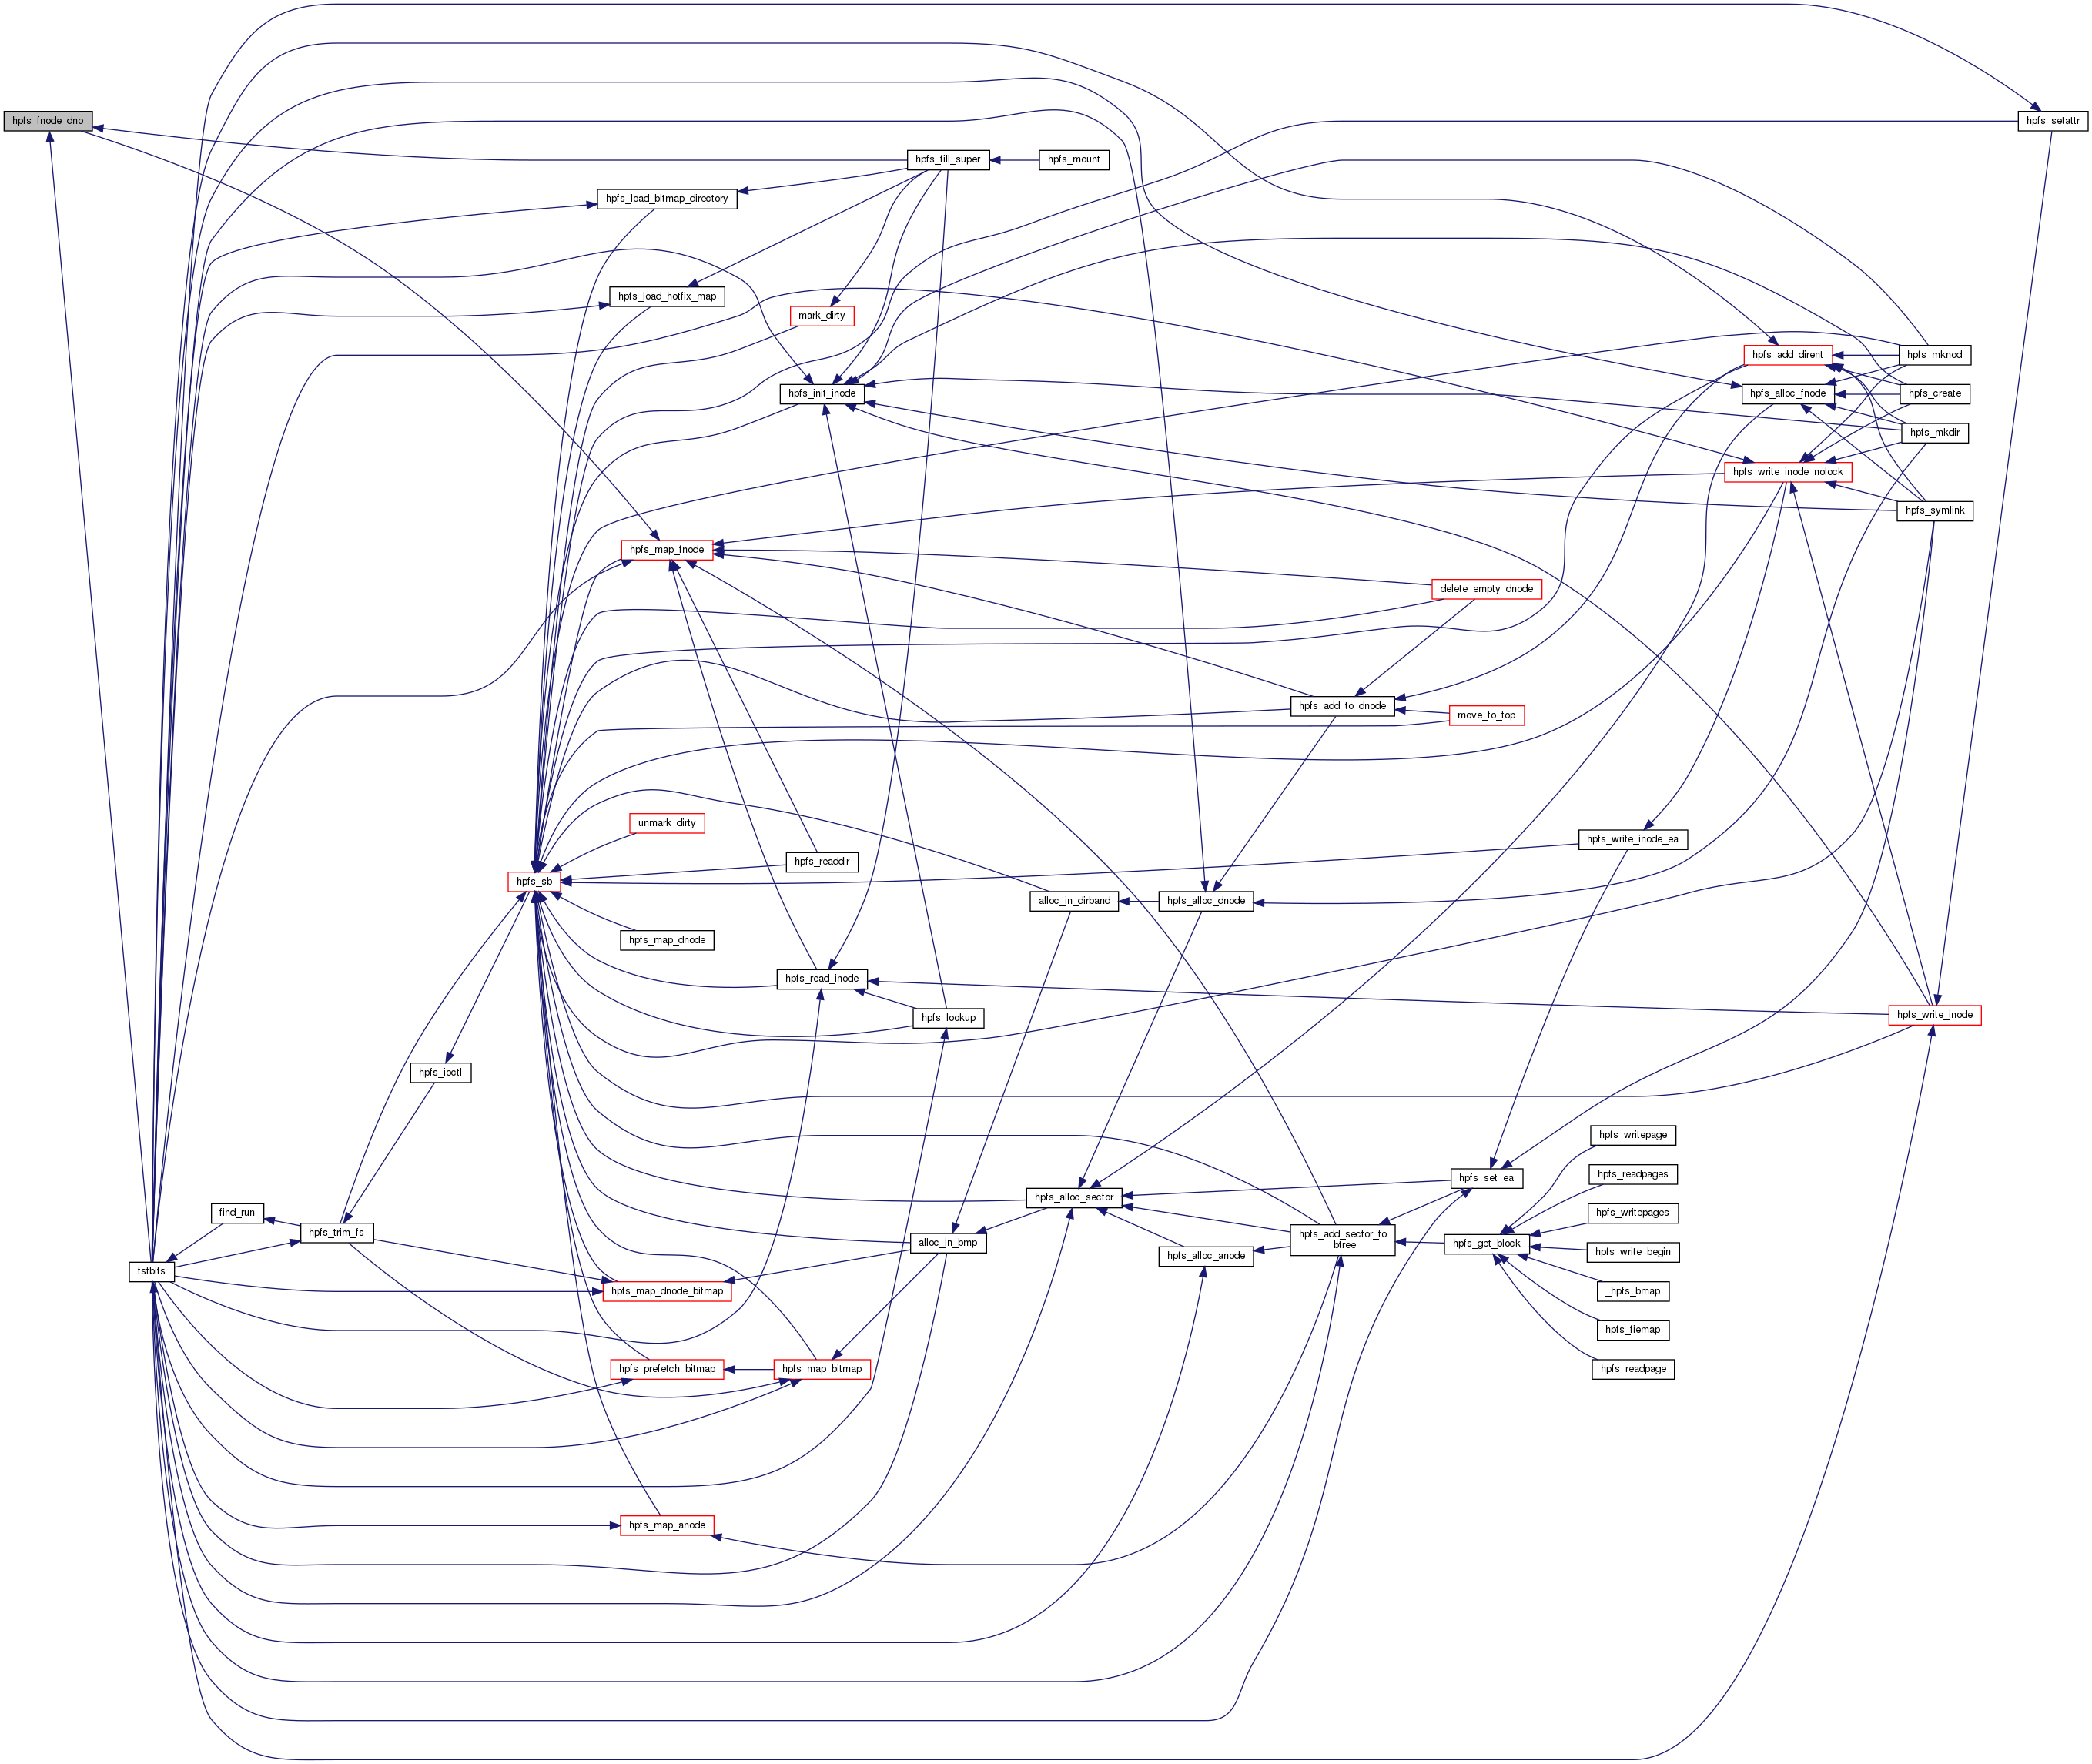 hpfs_fnode_dno
hpfs_setattr
hpfs_fill_super
hpfs_mount
hpfs_load_bitmap_directory
hpfs_load_hotfix_map
mark_dirty
hpfs_add_dirent
hpfs_mknod
hpfs_init_inode
hpfs_alloc_fnode
hpfs_create
hpfs_mkdir
hpfs_write_inode_nolock
hpfs_symlink
hpfs_map_fnode
delete_empty_dnode
hpfs_add_to_dnode
move_to_top
unmark_dirty
hpfs_write_inode_ea
hpfs_readdir
hpfs_sb
alloc_in_dirband
hpfs_alloc_dnode
hpfs_map_dnode
hpfs_read_inode
hpfs_lookup
hpfs_write_inode
hpfs_ioctl
hpfs_writepage
hpfs_readpages
hpfs_set_ea
hpfs_alloc_sector
find_run
hpfs_writepages
hpfs_trim_fs
hpfs_add_sector_to
_btree
alloc_in_bmp
hpfs_get_block
hpfs_alloc_anode
hpfs_write_begin
tstbits
hpfs_map_dnode_bitmap
_hpfs_bmap
hpfs_fiemap
hpfs_prefetch_bitmap
hpfs_map_bitmap
hpfs_readpage
hpfs_map_anode